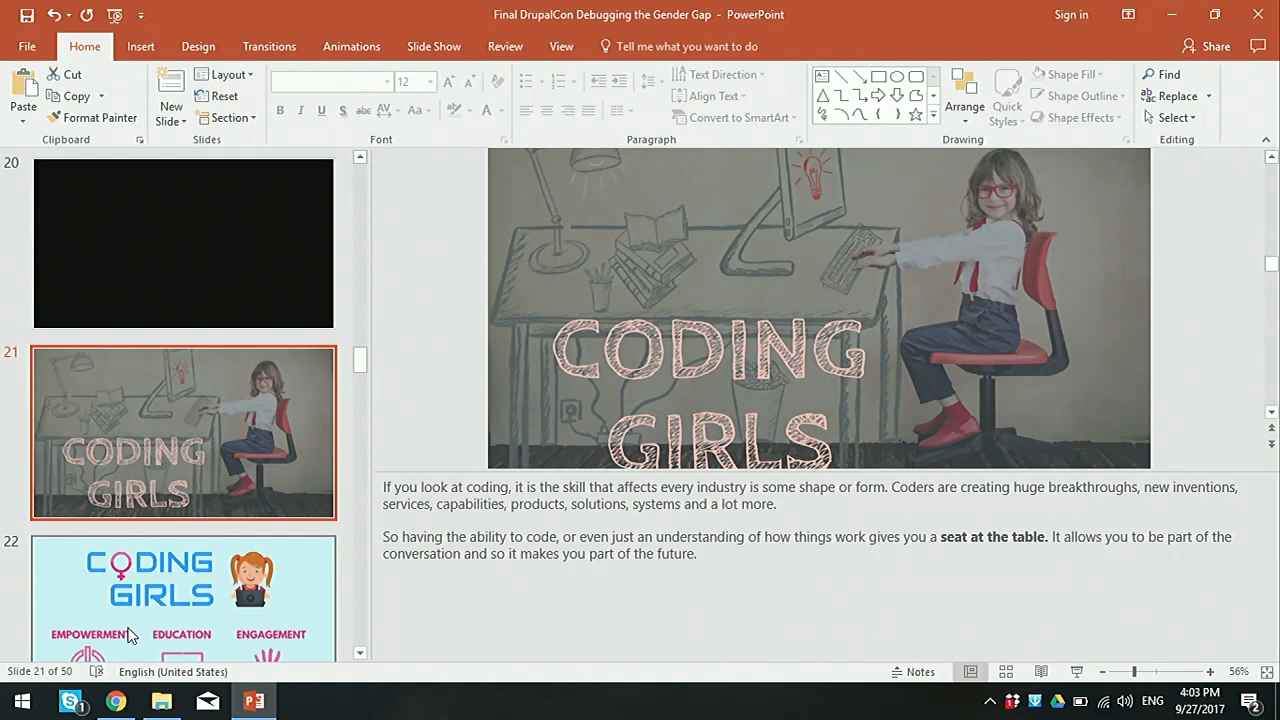 Final DrupalCon Debugging the Gender Gap - PowerPoint
Sign in
File Home Insert Design Transitions Animations Slide Show Review View Tell me what you want to do Share
Paste
Cut
Copy
Format Painter
Clipboard
New Slide
Layout
Reset
Section
Slides
12
B I U S abc AV Aa A
Font
Text Direction
Align Text
Convert to SmartArt
Paragraph
Arrange
Quick Styles
Shape Fill
Shape Outline
Shape Effects
Drawing
Find
Replace
Select
Editing
20
21
CODING
GIRLS
22
CODING
GIRLS
EMPOWERMENT EDUCATION ENGAGEMENT
CODING
GIRLS
If you look at coding, it is the skill that affects every industry is some shape or form. Coders are creating huge breakthroughs, new inventions,
services, capabilities, products, solutions, systems and a lot more.
So having the ability to code, or even just an understanding of how things work gives you a seat at the table. It allows you to be part of the
conversation and so it makes you part of the future.
Slide 21 of 50 English (United States) Notes 56%
ENG
4:03 PM
9/27/2017